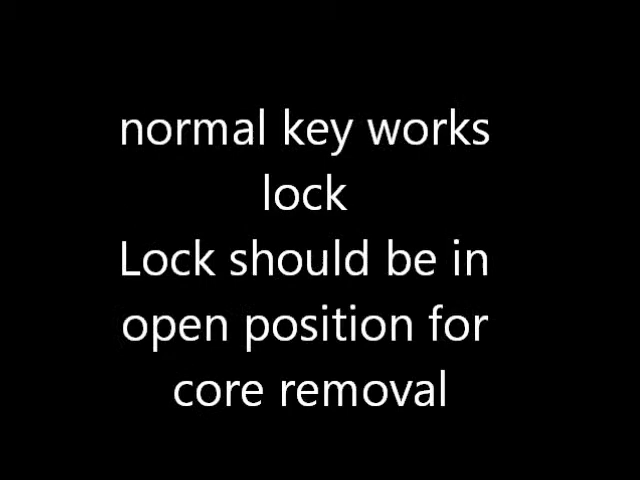 normal key works
lock
Lock should be in
open position for
core removal